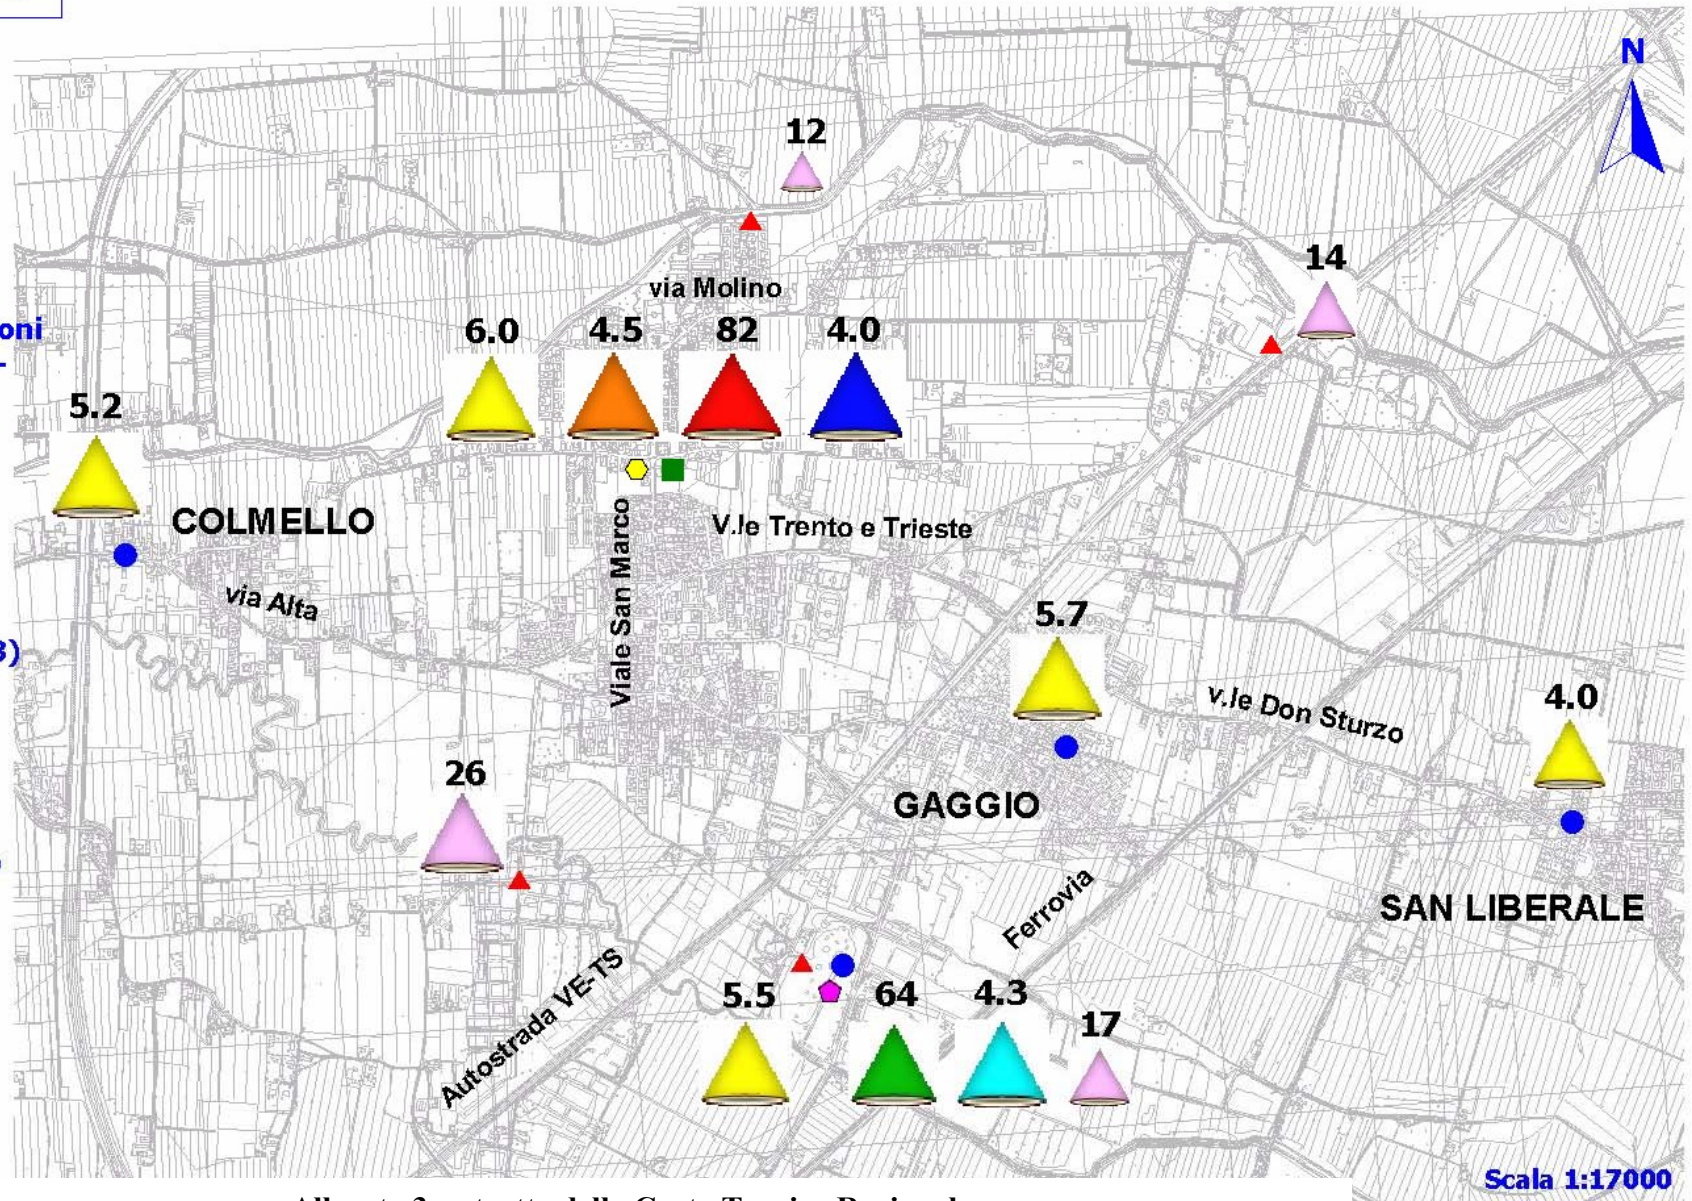 N
12
14
via Molino
oni
6.0 4.5 82 4.0
5.2
COLMELLO
V.le Trento e Trieste
Viale San Marco
via Alta
5.7
3)
v.le Don Sturzo
4.0
26
GAGGIO
Ferrovia
SAN LIBERALE
Autostrada VE-TS
5.5 64 4.3 17
Scala 1:17000